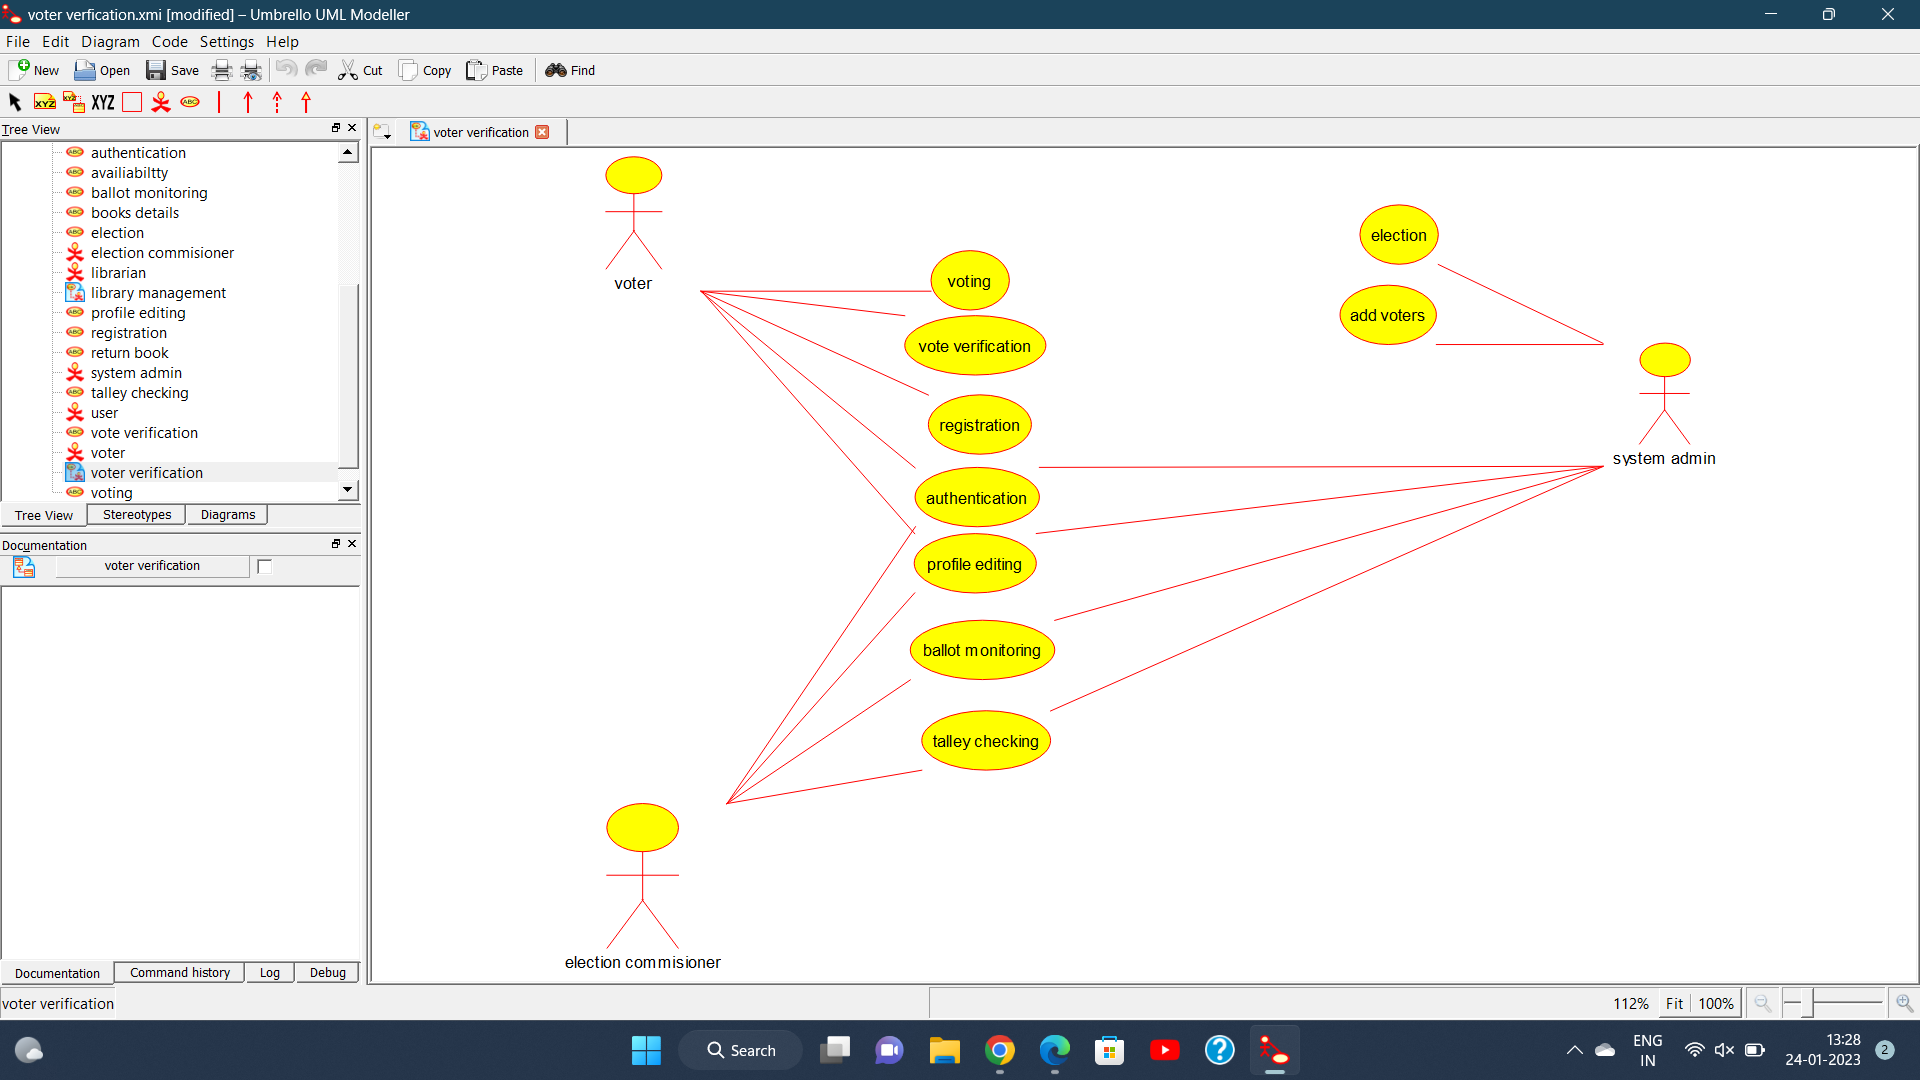 voter verfication.xmi [modified] – Umbrello UML Modeller
File Edit Diagram Code Settings Help
New Open Save Cut Copy Paste Find
XYZ XYZ XYZ ABC
Tree View
voter verification
authentication
availiabiltty
ballot monitoring
books details
election
election commisioner
librarian
library management
profile editing
registration
return book
system admin
talley checking
user
vote verification
voter
voter verification
voting
Tree View Stereotypes Diagrams
Documentation
voter verification
Documentation Command history Log Debug
voter
election
voting
add voters
vote verification
registration
system admin
authentication
profile editing
ballot monitoring
talley checking
election commisioner
voter verification
112% Fit 100%
Search
ENG
IN
13:28
24-01-2023
2